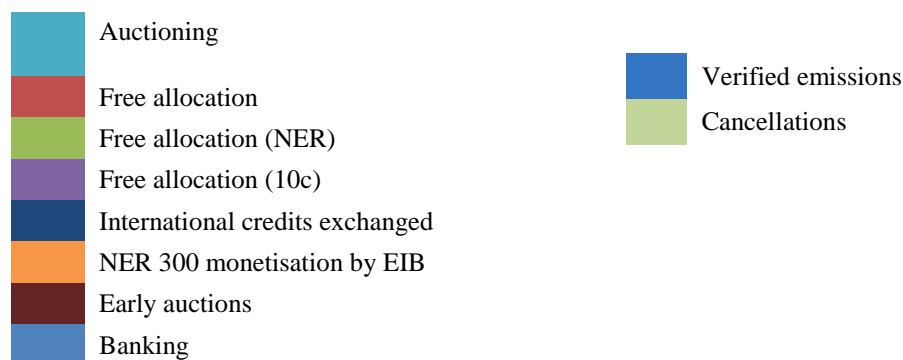 Auctioning
Free allocation
Free allocation (NER)
Free allocation (10c)
International credits exchanged
NER 300 monetisation by EIB
Early auctions
Banking
Verified emissions
Cancellations